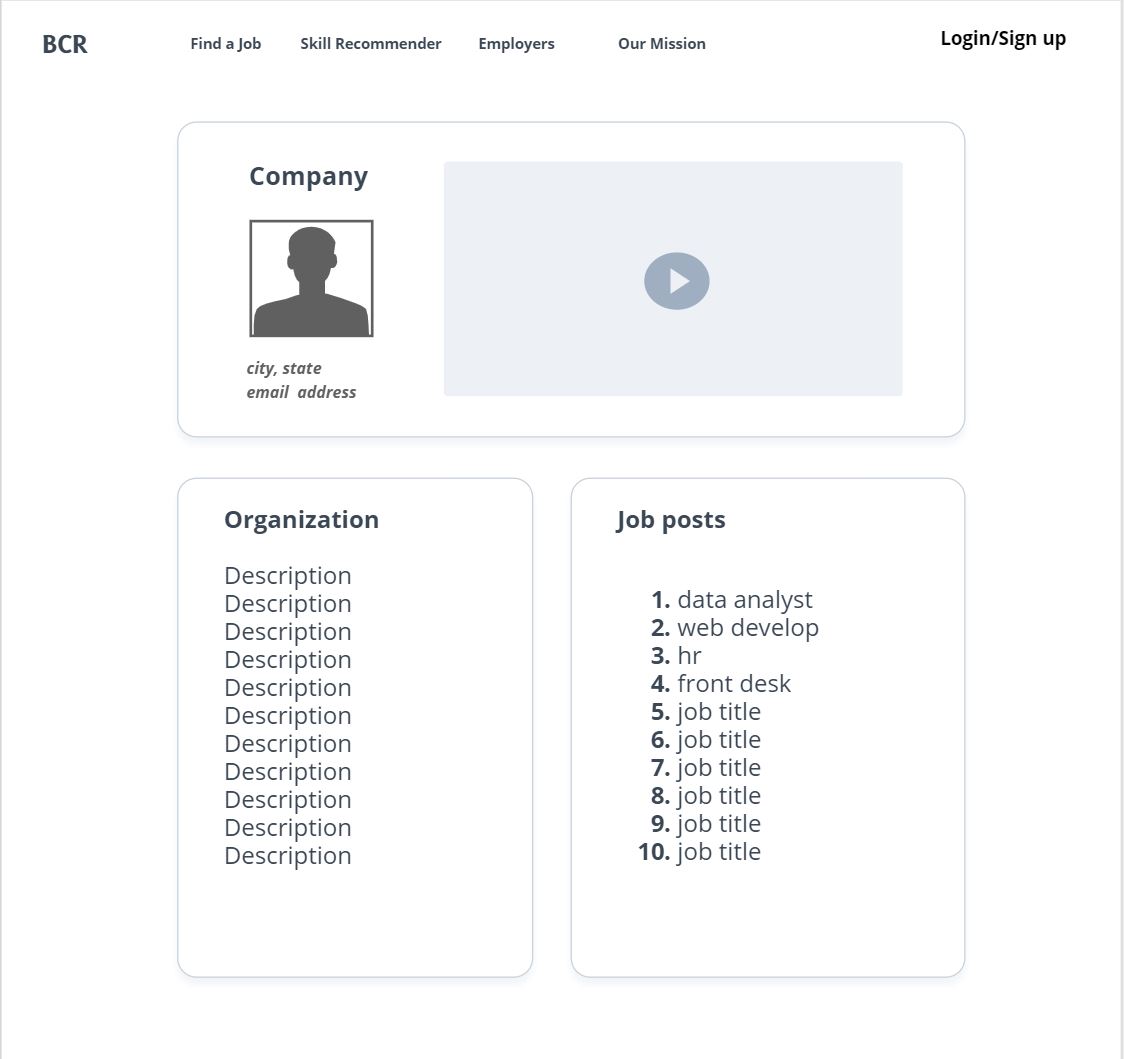 BCR
Find a Job
Skill Recommender
Employers
Our Mission
Login/Sign up
Company
city, state
email address
Organization
Description
Description
Description
Description
Description
Description
Description
Description
Description
Description
Description
Job posts
1. data analyst
2. web develop
3. hr
4. front desk
5. job title
6. job title
7. job title
8. job title
9. job title
10. job title